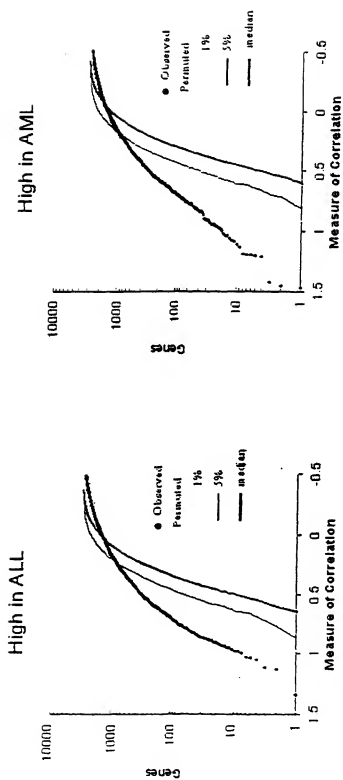 High in ALL
10000
1000
100
10
1
Genes
1.5
1
0.5
0
-0.5
Measure of Correlation
Observed
Permuted
1%
5%
median
High in AML
10000
1000
100
10
1
Genes
1.5
1
0.5
0
-0.5
Measure of Correlation
Observed
Permuted
1%
5%
median